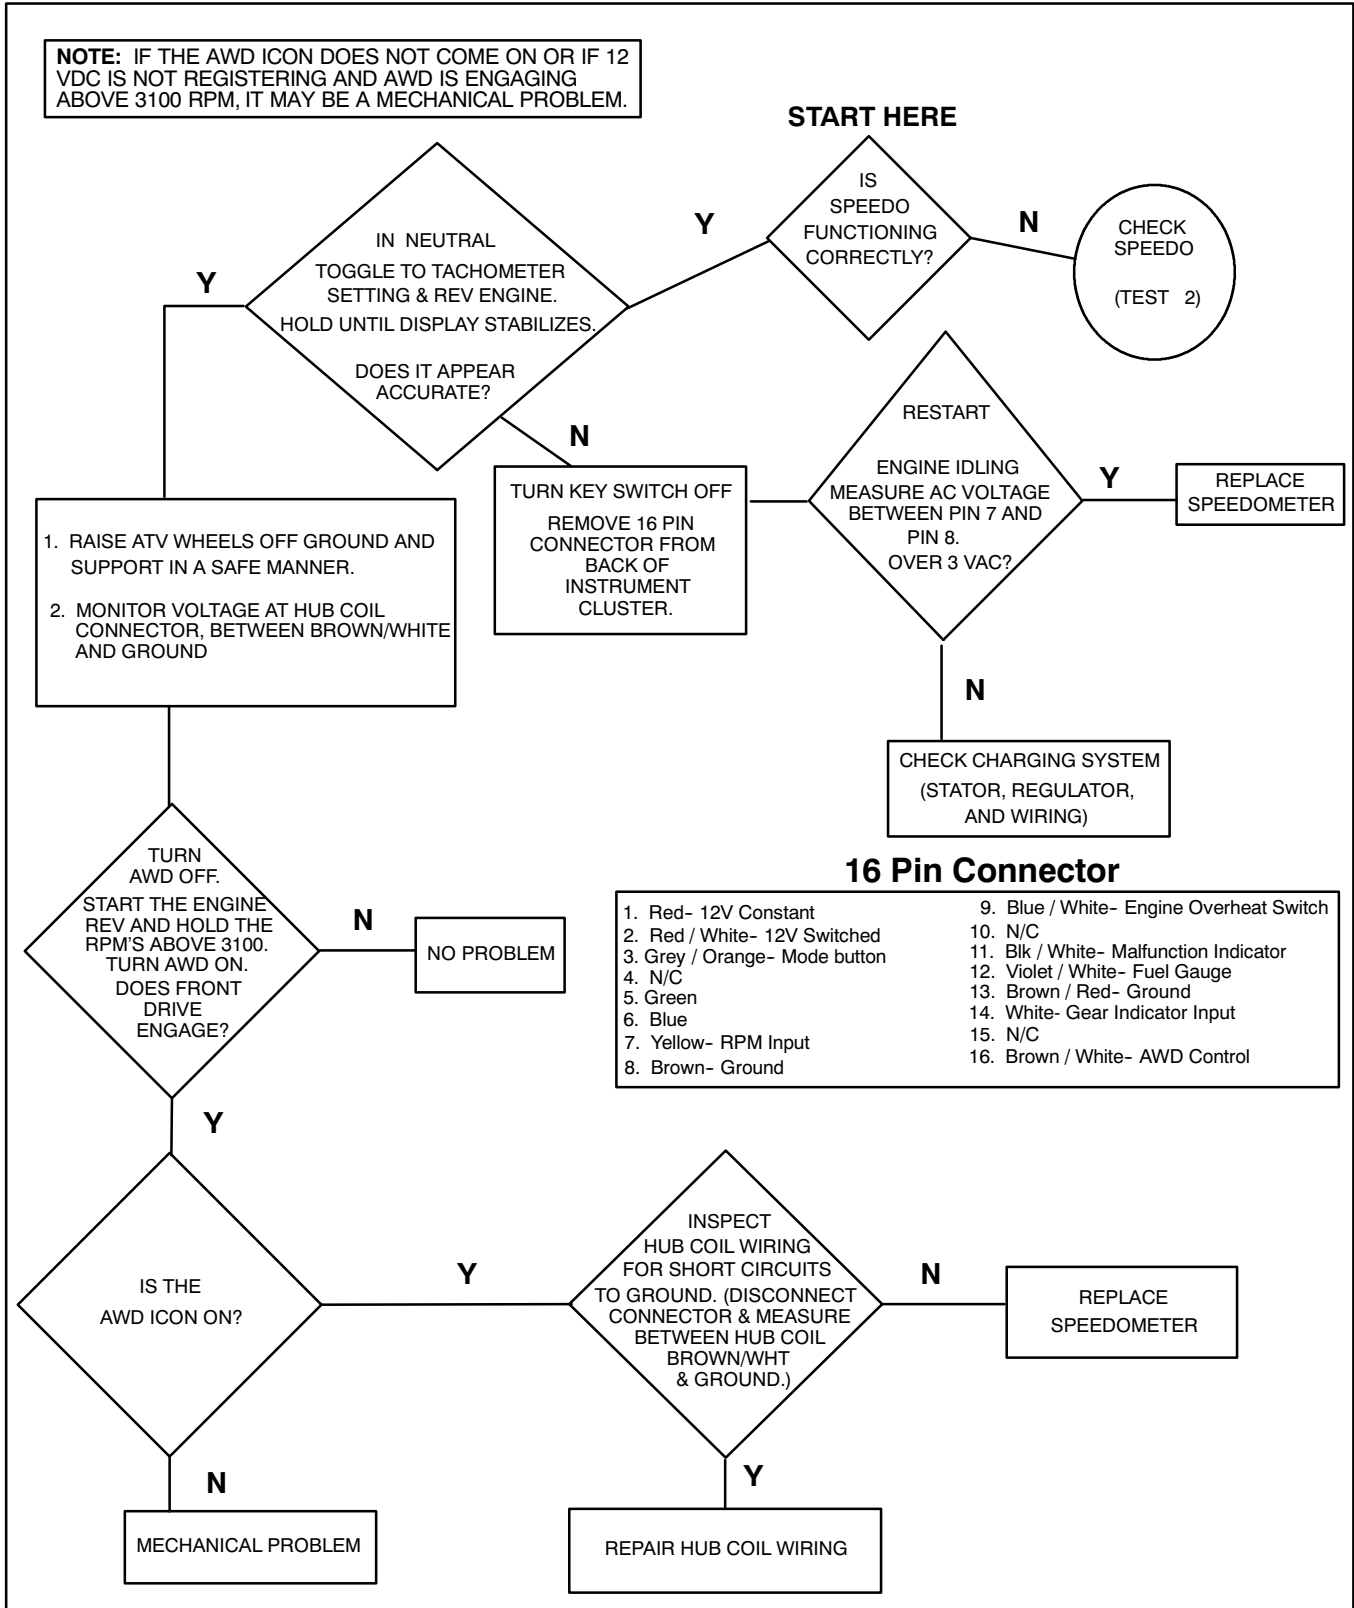 NOTE: IF THE AWD ICON DOES NOT COME ON OR IF 12
VDC IS NOT REGISTERING AND AWD IS ENGAGING
ABOVE 3100 RPM, IT MAY BE A MECHANICAL PROBLEM.
START HERE
IS
SPEEDO
FUNCTIONING
CORRECTLY?
N
CHECK
SPEEDO
(TEST 2)
Y
IN NEUTRAL
TOGGLE TO TACHOMETER
SETTING & REV ENGINE.
HOLD UNTIL DISPLAY STABILIZES.
DOES IT APPEAR
ACCURATE?
Y
N
TURN KEY SWITCH OFF
REMOVE 16 PIN
CONNECTOR FROM
BACK OF
INSTRUMENT
CLUSTER.
RESTART
ENGINE IDLING
MEASURE AC VOLTAGE
BETWEEN PIN 7 AND
PIN 8.
OVER 3 VAC?
Y
REPLACE
SPEEDOMETER
N
CHECK CHARGING SYSTEM
(STATOR, REGULATOR,
AND WIRING)
1. RAISE ATV WHEELS OFF GROUND AND
SUPPORT IN A SAFE MANNER.
2. MONITOR VOLTAGE AT HUB COIL
CONNECTOR, BETWEEN BROWN/WHITE
AND GROUND
TURN
AWD OFF.
START THE ENGINE
REV AND HOLD THE
RPM'S ABOVE 3100.
TURN AWD ON.
DOES FRONT
DRIVE
ENGAGE?
N
NO PROBLEM
16 Pin Connector
1. Red- 12V Constant
2. Red / White- 12V Switched
3. Grey / Orange- Mode button
4. N/C
5. Green
6. Blue
7. Yellow- RPM Input
8. Brown- Ground
9. Blue / White- Engine Overheat Switch
10. N/C
11. Blk / White- Malfunction Indicator
12. Violet / White- Fuel Gauge
13. Brown / Red- Ground
14. White- Gear Indicator Input
15. N/C
16. Brown / White- AWD Control
Y
IS THE
AWD ICON ON?
Y
INSPECT
HUB COIL WIRING
FOR SHORT CIRCUITS
TO GROUND. (DISCONNECT
CONNECTOR & MEASURE
BETWEEN HUB COIL
BROWN/WHT
& GROUND.)
N
REPLACE
SPEEDOMETER
N
MECHANICAL PROBLEM
Y
REPAIR HUB COIL WIRING